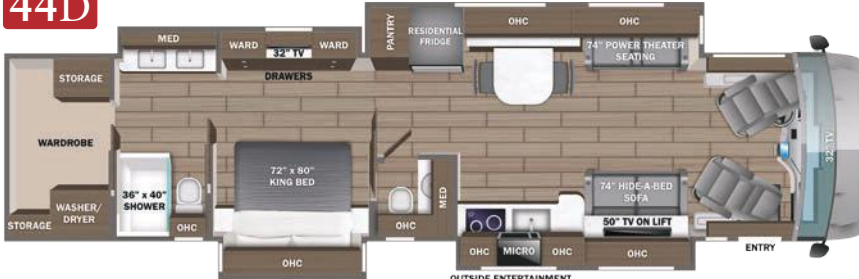 44D
MED
WARD
32" TV
WARD
DRAWERS
PANTRY
RESIDENTIAL
FRIDGE
OHC
OHC
74" POWER THEATER
SEATING
STORAGE
WARDROBE
WASHER/
DRYER
STORAGE
36" x 40"
SHOWER
OHC
72" x 80"
KING BED
OHC
OHC
MED
74" HIDE-A-BED
SOFA
50" TV ON LIFT
OHC
MICRO
OHC
OHC
ENTRY
32" TV
OUTSIDE ENTERTAINMENT